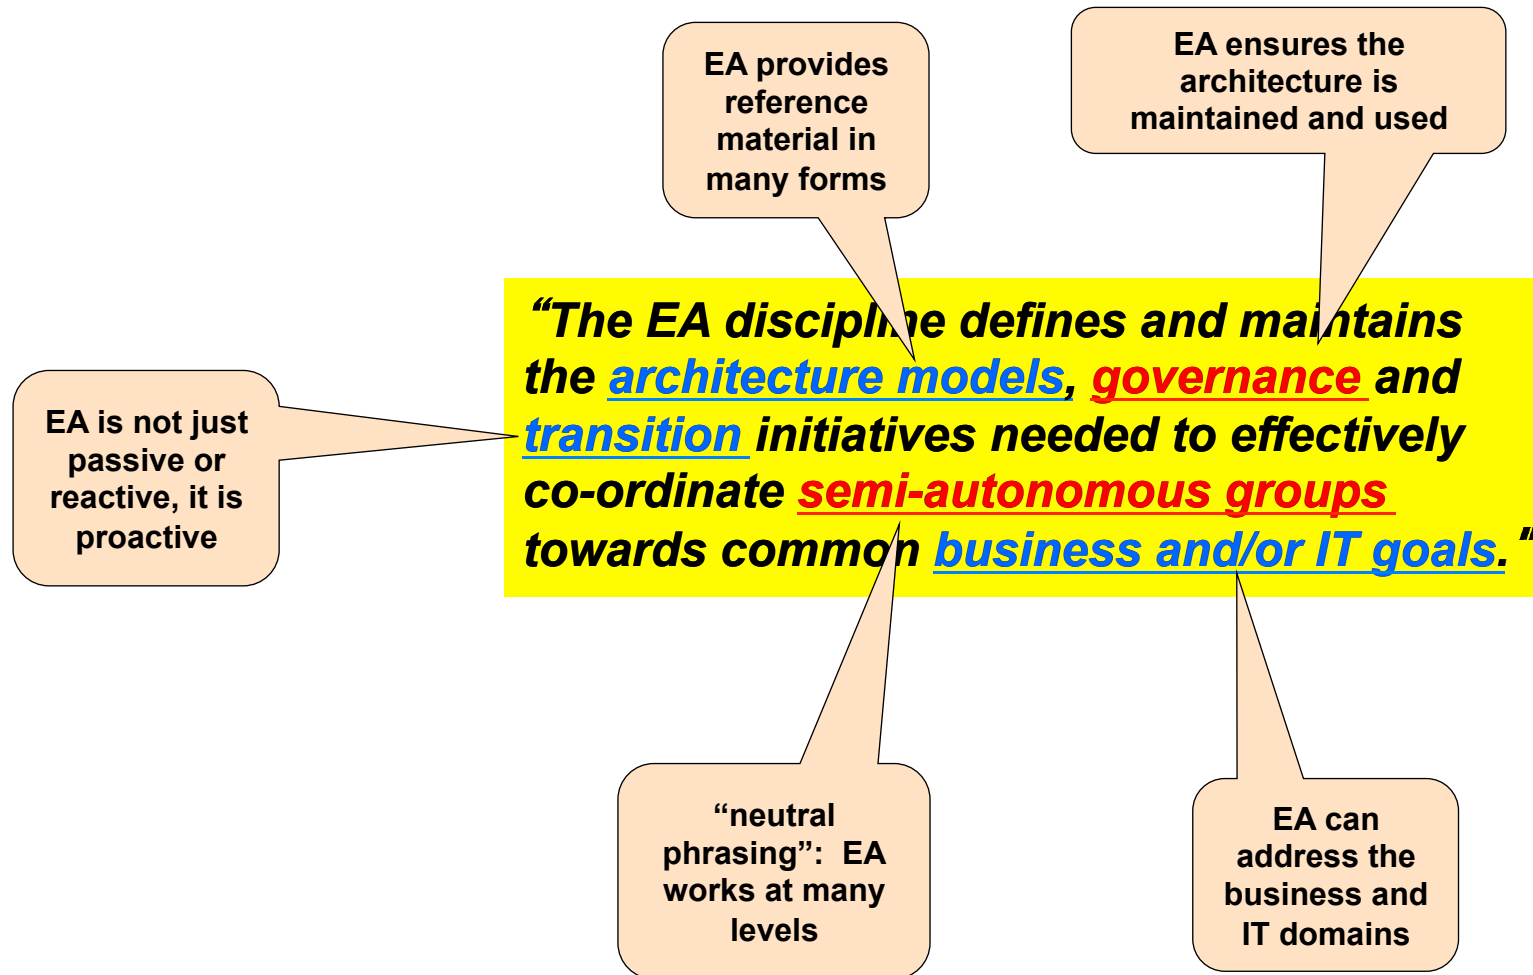 EA provides
reference
material in
many forms
EA ensures the
architecture is
maintained and used
“The EA discipline defines and maintains
the architecture models, governance and
transition initiatives needed to effectively
co-ordinate semi-autonomous groups
towards common business and/or IT goals.“
EA is not just
passive or
reactive, it is
proactive
“neutral
phrasing”: EA
works at many
levels
EA can
address the
business and
IT domains